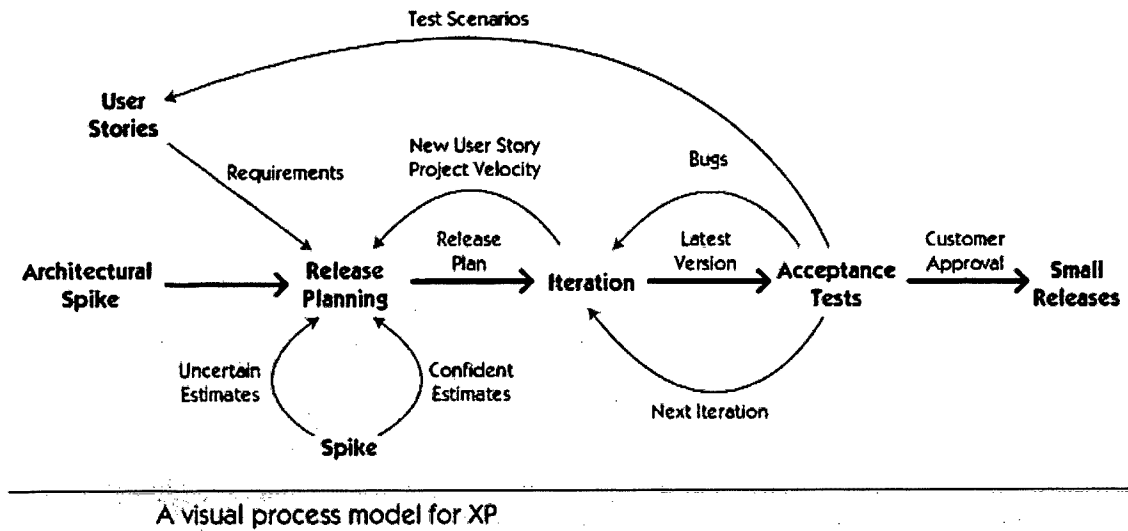 Test Scenarios
User
Stories
Requirements
New User Story
Project Velocity
Bugs
Architectural
Spike
Release
Planning
Release
Plan
Iteration
Latest
Version
Acceptance
Tests
Customer
Approval
Small
Releases
Uncertain
Estimates
Confident
Estimates
Spike
Next Iteration
A visual process model for XP